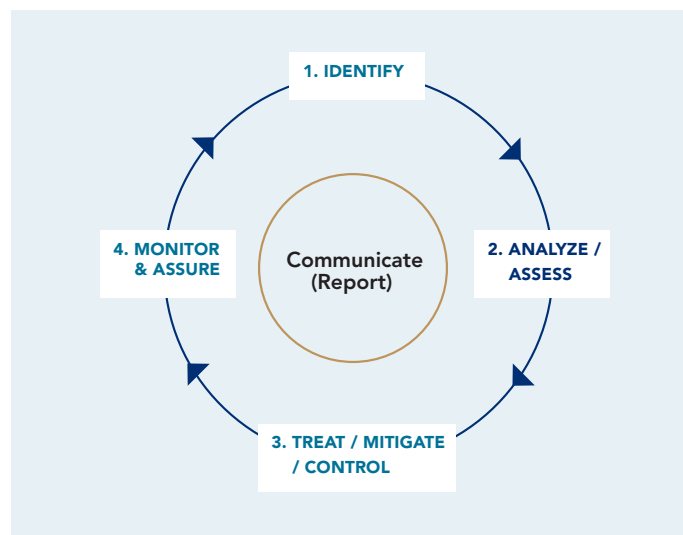 1. IDENTIFY
2. ANALYZE /
ASSESS
3. TREAT / MITIGATE
/ CONTROL
4. MONITOR
& ASSURE
Communicate
(Report)